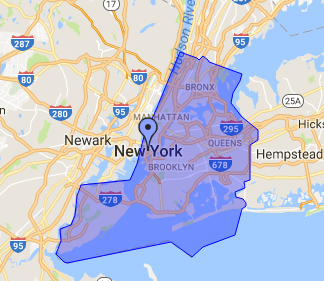 17
Hudson River
95
287
80
BRONX
80
95
MANHATTAN
25A
280
295
Hicks
Newark
New York
QUEENS
Hempstead
BROOKLYN
678
278
95
95